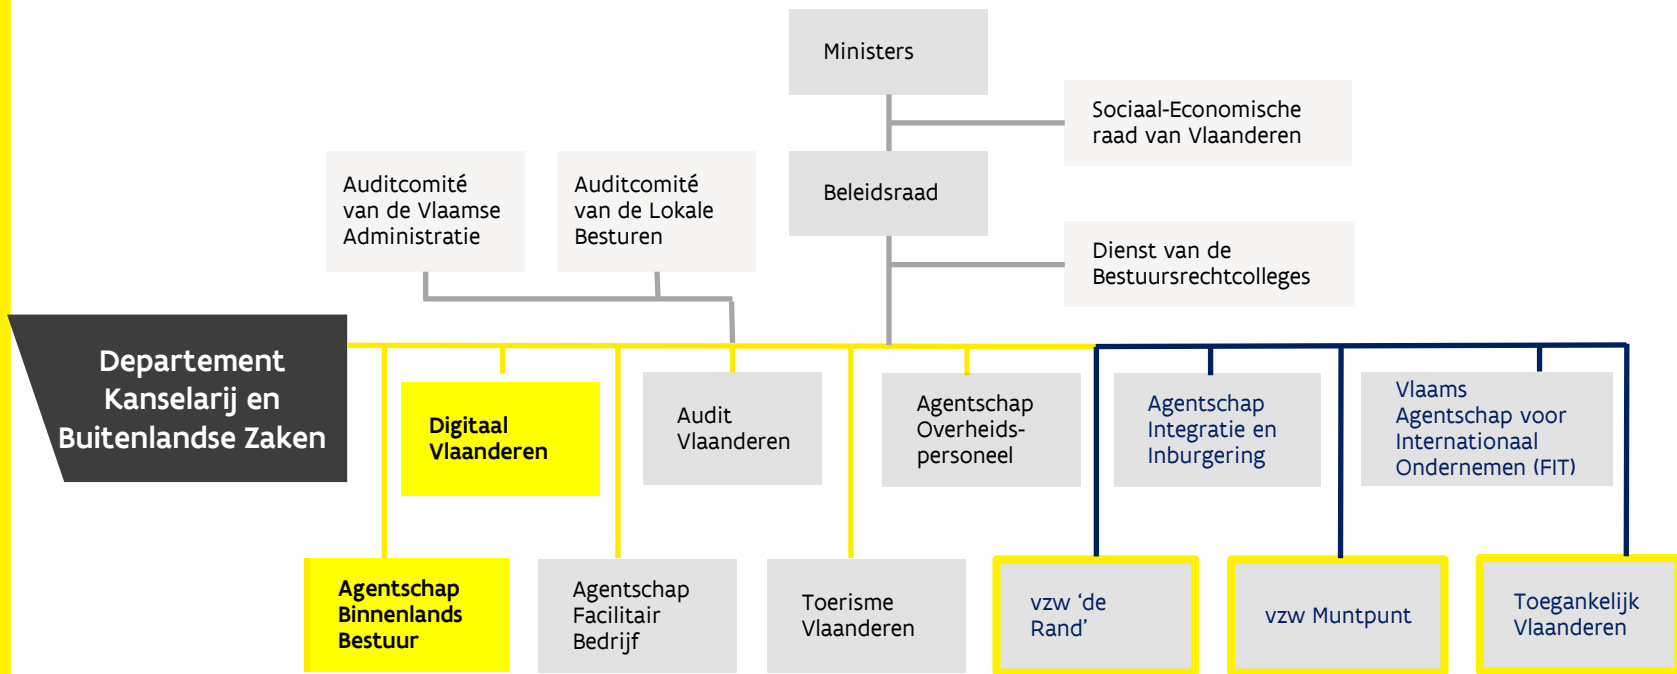 Ministers
Sociaal-Economische
raad van Vlaanderen
Auditcomité
van de Vlaamse
Administratie
Auditcomité
van de Lokale
Besturen
Beleidsraad
Dienst van de
Bestuursrechtcolleges
Departement
Kanselarij en
Buitenlandse Zaken
Digitaal
Vlaanderen
Audit
Vlaanderen
Agentschap
Overheids-
personeel
Agentschap
Integratie en
Inburgering
Vlaams
Agentschap voor
Internationaal
Ondernemen (FIT)
Agentschap
Binnenlands
Bestuur
Agentschap
Facilitair
Bedrijf
Toerisme
Vlaanderen
vzw ‘de
Rand’
vzw Muntpunt
Toegankelijk
Vlaanderen